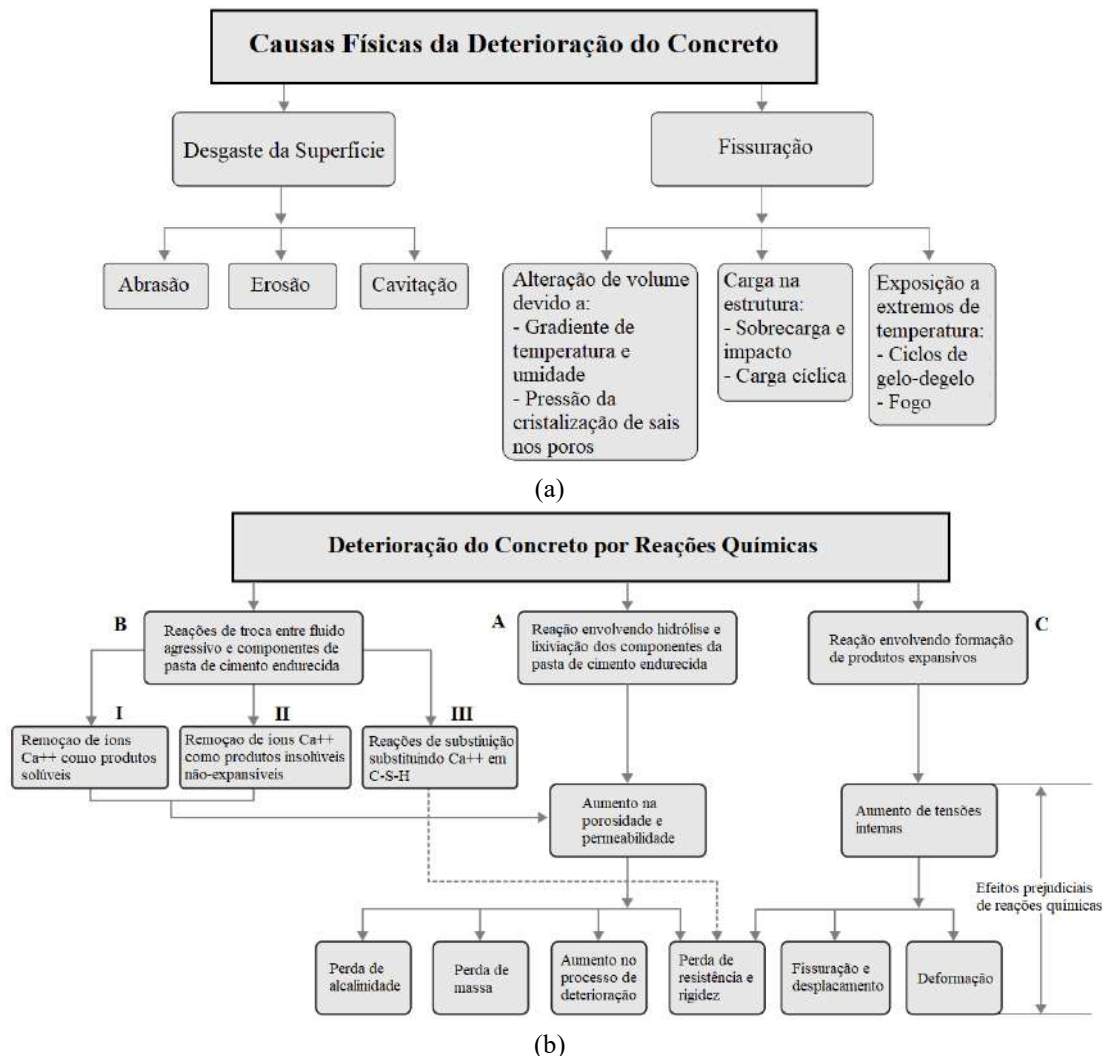 Causas Físicas da Deterioração do Concreto
Desgaste da Superfície
Fissuração
Abrasão
Erosão
Cavitação
Alteração de volume
devido a:
- Gradiente de
temperatura e
umidade
- Pressão da
cristalização de sais
nos poros
Carga na
estrutura:
- Sobrecarga e
impacto
- Carga cíclica
Exposição a
extremos de
temperatura:
- Ciclos de
gelo-degelo
- Fogo
(a)
Deterioração do Concreto por Reações Químicas
B
Reações de troca entre fluido
agressivo e componentes de
pasta de cimento endurecida
A
Reação envolvendo hidrólise e
lixiviação dos componentes da
pasta de cimento endurecida
C
Reação envolvendo formação
de produtos expansivos
I
Remoçao de ions
Ca++ como produtos
solúveis
II
Remoçao de íons Ca++
como produtos insolúveis
não-expansíveis
III
Reações de substiuição
substituindo Ca++ em
C-S-H
Aumento na
porosidade e
permeabilidade
Aumento de tensões
internas
Efeitos prejudiciais
de reações químicas
Perda de
alcalinidade
Perda de
massa
Aumento no
processo de
deterioração
Perda de
resistência e
rigidez
Fissuração e
desplacamento
Deformação
(b)